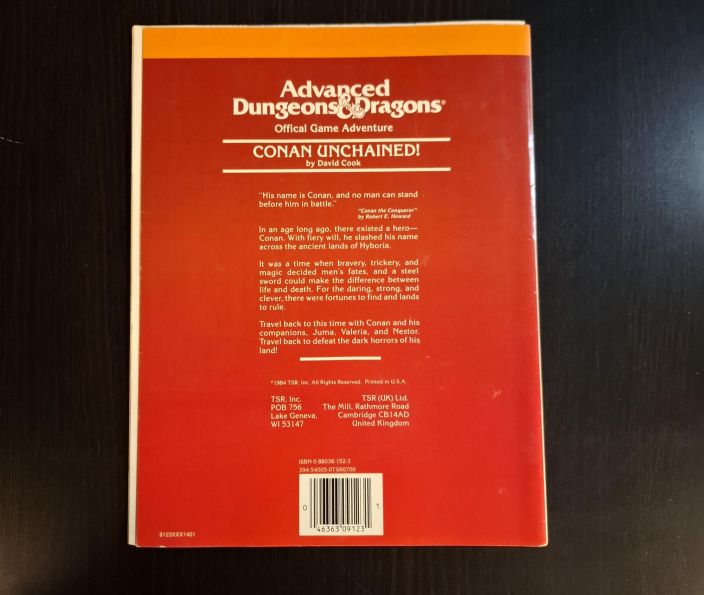 Advanced
Dungeons & Dragons®
Offical Game Adventure
CONAN UNCHAINED!
by David Cook
"His name is Conan, and no man can stand
before him in battle."
"Conan the Conqueror"
by Robert E. Howard
In an age long ago, there existed a hero—
Conan. With fiery will, he slashed his name
across the ancient lands of Hyboria.
It was a time when bravery, trickery, and
magic decided men's fates, and a steel
sword could make the difference between
life and death. For the daring, strong, and
clever, there were fortunes to find and lands
to rule.
Travel back to this time with Conan and his
companions, Juma, Valeria, and Nestor.
Travel back to defeat the dark horrors of his
land!
©1984 TSR, Inc. All Rights Reserved. Printed in U.S.A.
TSR, Inc.
POB 756
Lake Geneva,
WI 53147
TSR (UK) Ltd.
The Mill, Rathmore Road
Cambridge CB14AD
United Kingdom
ISBN 0-88038-152-3
394-54005-0TSR0700
0 46363 09123 1
9123XXX1401